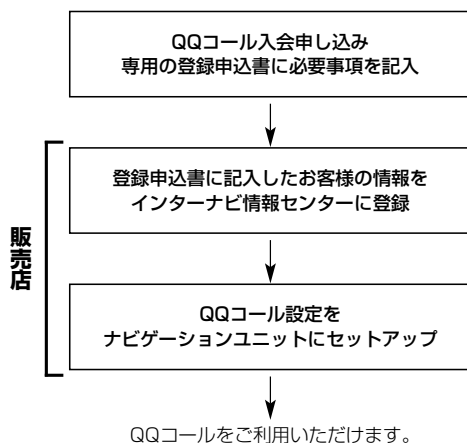 QQコール入会申し込み
専用の登録申込書に必要事項を記入
販売店
登録申込書に記入したお客様の情報を
インターナビ情報センターに登録
QQコール設定を
ナビゲーションユニットにセットアップ
QQコールをご利用いただけます。